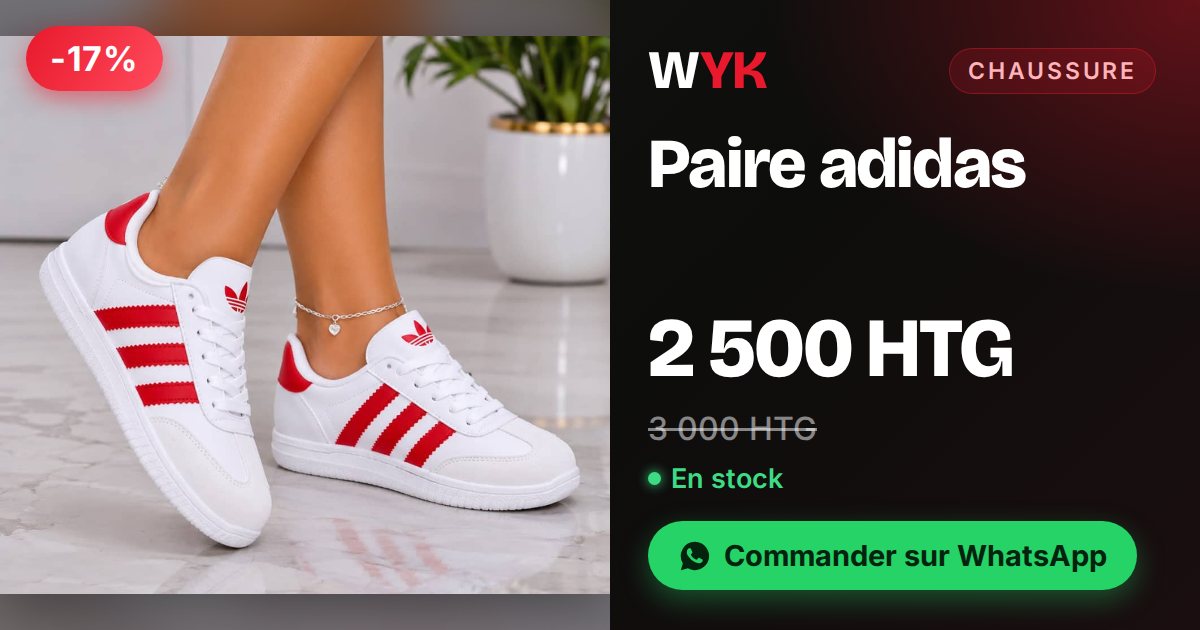 -17%
WYK
CHAUSSURE
Paire adidas
2 500 HTG
3 000 HTG
En stock
Commander sur WhatsApp